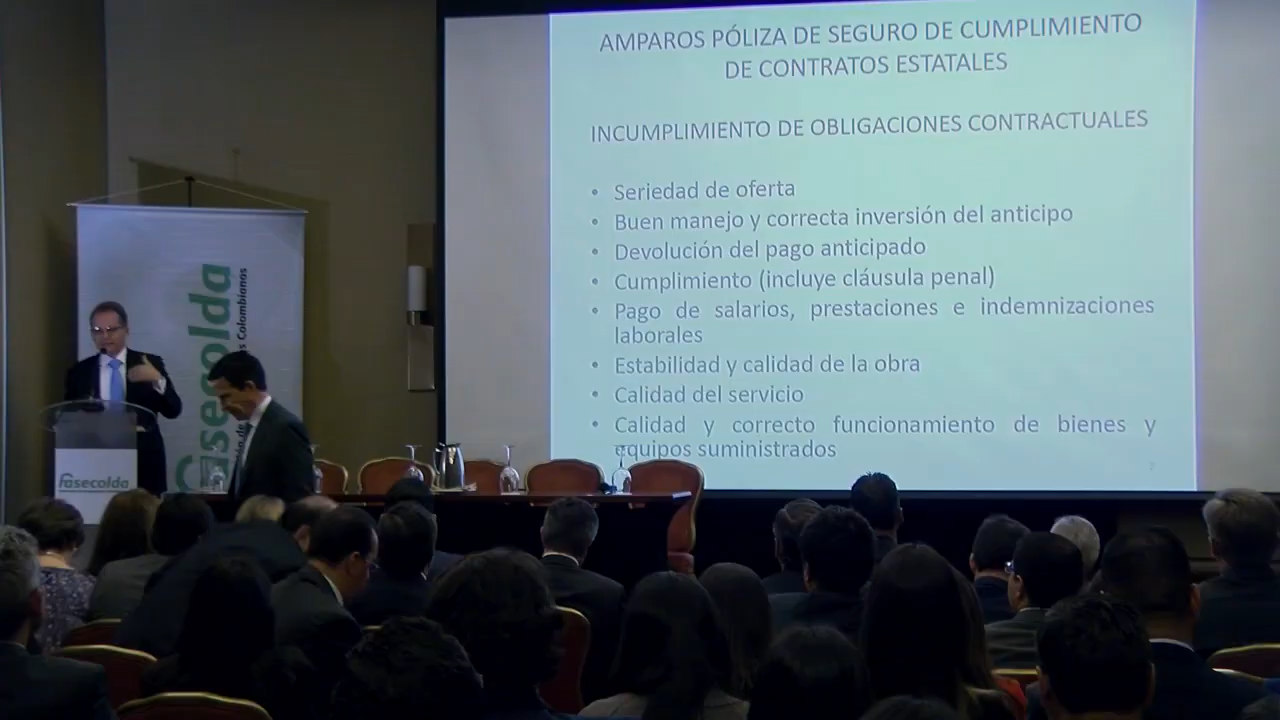 AMPAROS PÓLIZA DE SEGURO DE CUMPLIMIENTO
DE CONTRATOS ESTATALES
INCUMPLIMIENTO DE OBLIGACIONES CONTRACTUALES
• Seriedad de oferta
• Buen manejo y correcta inversión del anticipo
• Devolución del pago anticipado
• Cumplimiento (incluye cláusula penal)
• Pago de salarios, prestaciones e indemnizaciones
laborales
• Estabilidad y calidad de la obra
• Calidad del servicio
• Calidad y correcto funcionamiento de bienes y
equipos suministrados
7
fasecolda
Colombianos
fasecolda